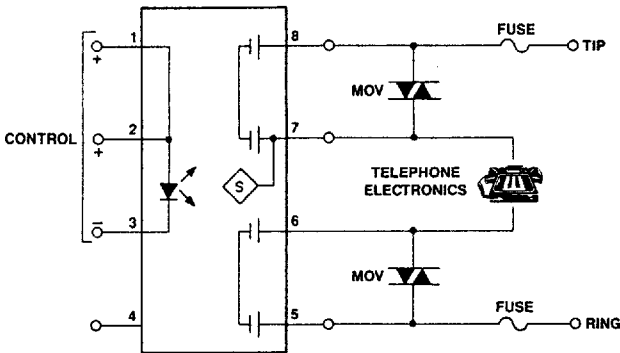 FUSE
1
8
TIP
+
MOV
CONTROL
2
7
+
S
TELEPHONE
ELECTRONICS
3
6
−
MOV
4
5
FUSE
RING